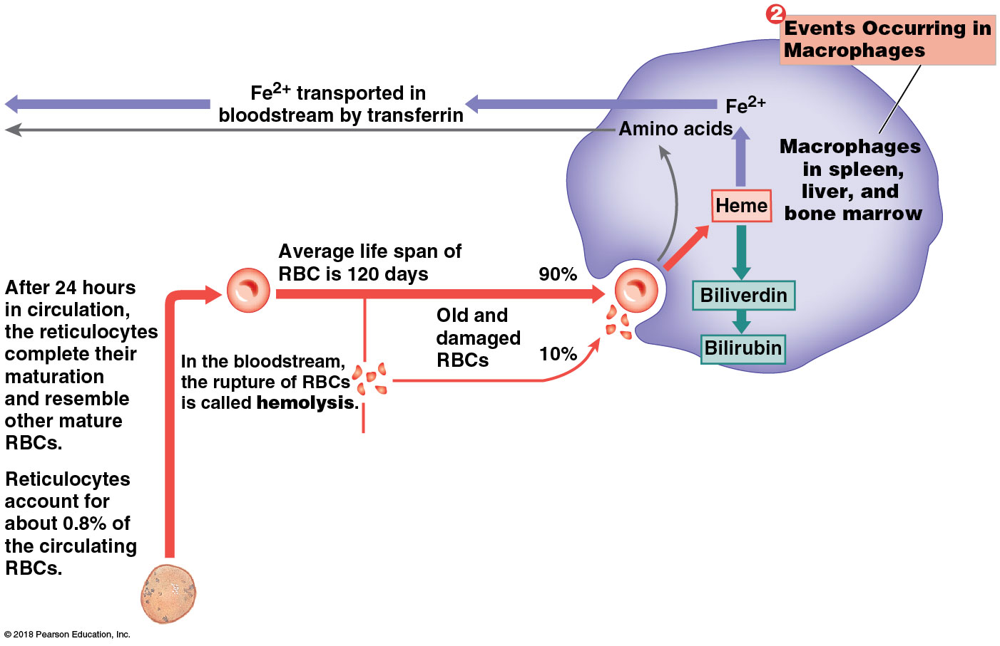 2
Events Occurring in
Macrophages
Fe2+ transported in
bloodstream by transferrin
Fe2+
Amino acids
Macrophages
in spleen,
liver, and
bone marrow
Heme
Average life span of
RBC is 120 days
90%
After 24 hours
in circulation,
the reticulocytes
complete their
maturation
and resemble
other mature
RBCs.
Biliverdin
Old and
damaged
RBCs
10%
Bilirubin
In the bloodstream,
the rupture of RBCs
is called hemolysis.
Reticulocytes
account for
about 0.8% of
the circulating
RBCs.
© 2018 Pearson Education, Inc.